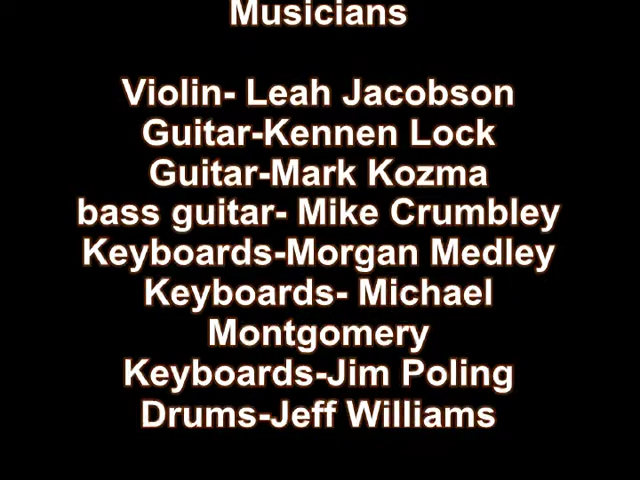 Musicians
Violin- Leah Jacobson
Guitar-Kennen Lock
Guitar-Mark Kozma
bass guitar- Mike Crumbley
Keyboards-Morgan Medley
Keyboards- Michael
Montgomery
Keyboards-Jim Poling
Drums-Jeff Williams